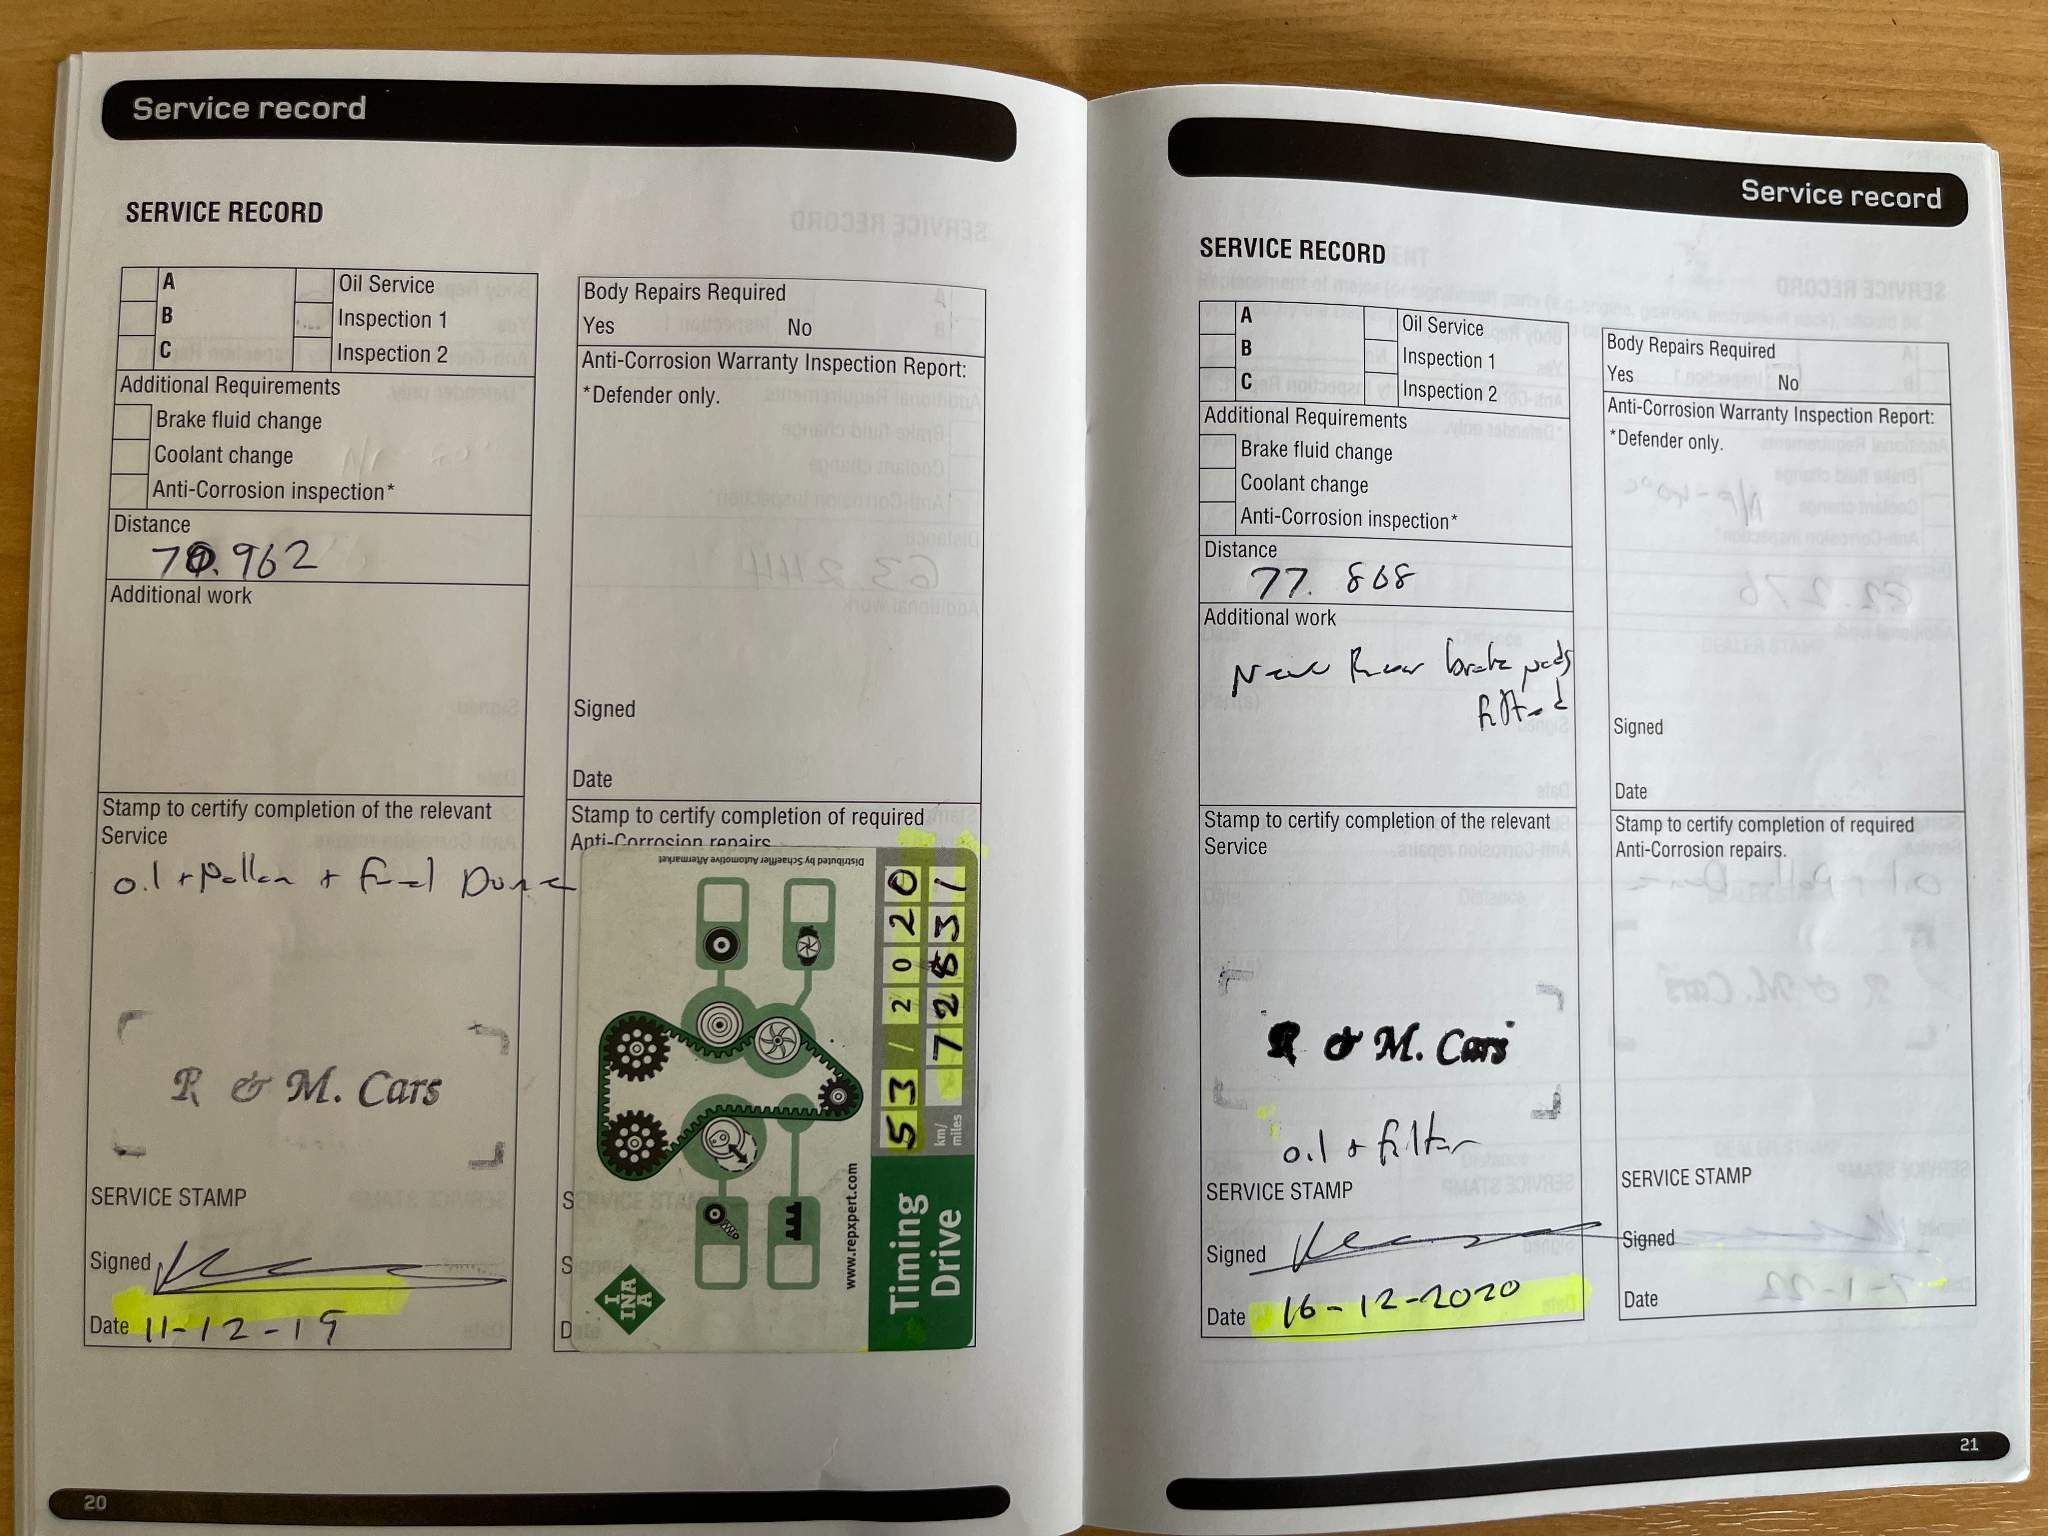 Service record
SERVICE RECORD
A
B
C
Oil Service
Inspection 1
Inspection 2
Additional Requirements
Brake fluid change
Coolant change
Anti-Corrosion inspection*
Distance
70.962
Additional work
Stamp to certify completion of the relevant
Service
oil + pollen + fuel Done
R & M. Cars
SERVICE STAMP
Signed
Date 11-12-19
Body Repairs Required
Yes No
Anti-Corrosion Warranty Inspection Report:
*Defender only.
Signed
Date
Stamp to certify completion of required
Anti-Corrosion repairs
Distributed by Schaeffler Automotive Aftermarket
53/2020
km/
miles
72831
www.repxpert.com
INA
Timing
Drive
20
Service record
SERVICE RECORD
A
B
C
Oil Service
Inspection 1
Inspection 2
Additional Requirements
Brake fluid change
Coolant change
Anti-Corrosion inspection*
Distance
77.868
Additional work
New Rear brake pads
fitted
Stamp to certify completion of the relevant
Service
R & M. Cars
oil + filter
SERVICE STAMP
Signed
Date 16-12-2020
Body Repairs Required
Yes No
Anti-Corrosion Warranty Inspection Report:
*Defender only.
Signed
Date
Stamp to certify completion of required
Anti-Corrosion repairs.
SERVICE STAMP
Signed
Date
21